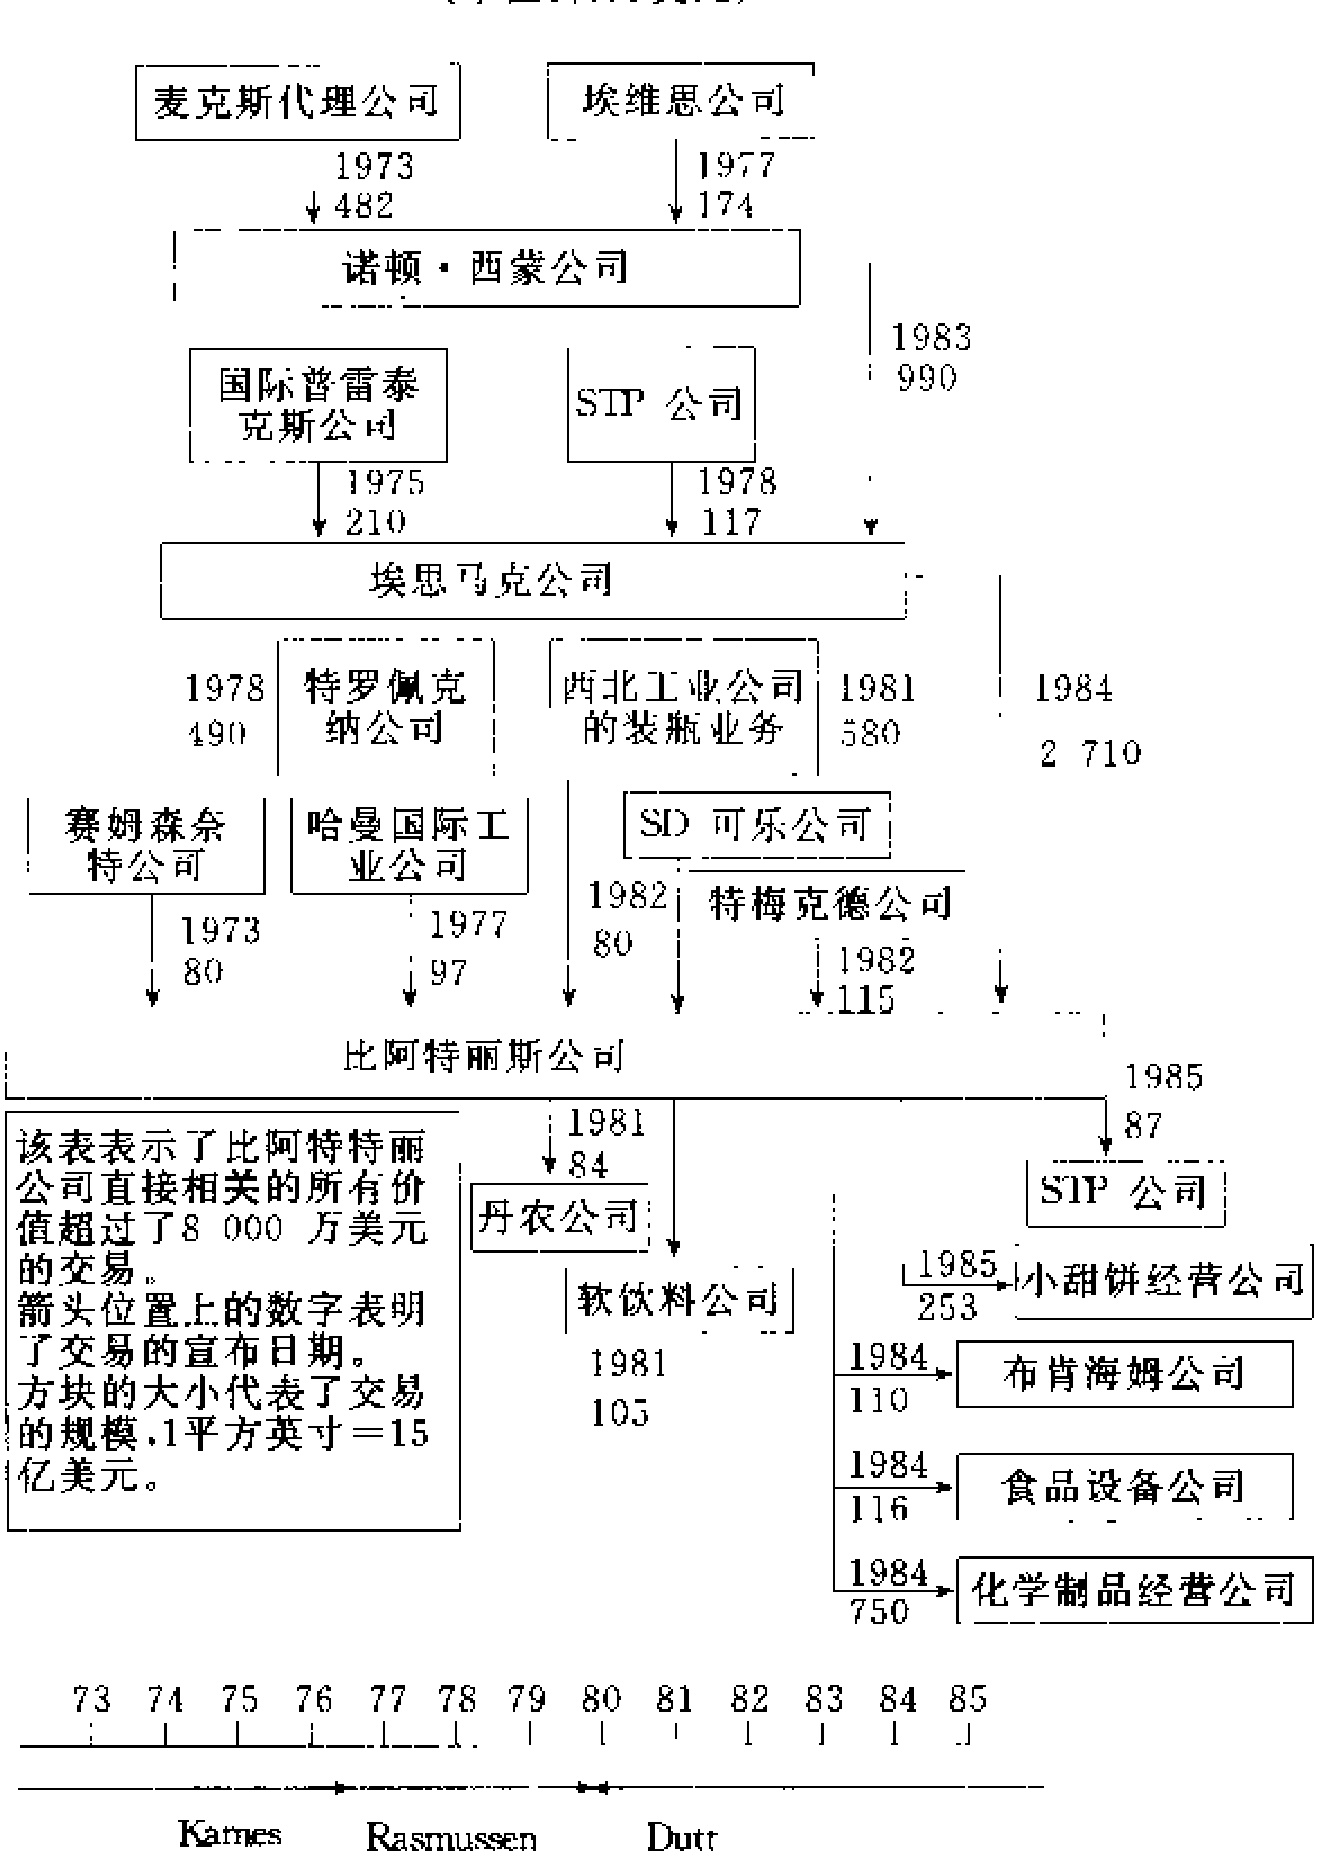 麦克斯代理公司
埃维思公司
1973
482
1977
174
诺顿·西蒙公司
1983
990
国际普雷泰
克斯公司
STP 公司
1975
210
1978
117
埃思马克公司
1978
490
特罗佩克
纳公司
西北工业公司
的装瓶业务
1981
580
1984
2 710
赛姆森奈
特公司
哈曼国际工
业公司
SD 可乐公司
特梅克德公司
1973
80
1977
97
1982
80
1982
115
比阿特丽斯公司
1985
87
1981
84
丹农公司
STP 公司
该表表示了比阿特特丽
公司直接相关的所有价
值超过了8 000 万美元
的交易。
箭头位置上的数字表明
了交易的宣布日期。
方块的大小代表了交易
的规模.1平方英寸=15
亿美元。
软饮料公司
1981
105
1985
253
小甜饼经营公司
1984
110
布肯海姆公司
1984
116
食品设备公司
1984
750
化学制品经营公司
73 74 75 76 77 78 79 80 81 82 83 84 85
Karnes Rasmussen Dutt